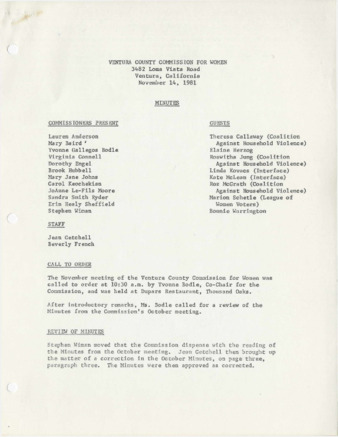 VENTURA COUNTY COMMISSION FOR WOMEN
3482 Loma Vista Road
Ventura, California
November 14, 1981
MINUTES
COMMISSIONERS PRESENT
Lauren Anderson
Mary Baird
Yvonne Gallegos Bodle
Virginia Connell
Dorothy Engel
Brook Hubbell
Mary Jane Johns
Carol
JoAnne Le-Fils Moore
Sandra Smith Ryder
Erin Seely Sheffield
Stephen Wiman
GUESTS
Theresa Callaway (Coalition
Against Household Violence)
Elaine Herzog
Roswitha Jung (Coalition
Against Household Violence)
Linda (Interface)
Kate McLean (Interface)
McGrath (Coalition
Against Household Violence)
Marion Schatle (League of
Women Voters)
Bonnie Warrington
STAFF
Jean Getchell
Beverly French
CALL TO ORDER
The November meeting of the Ventura County Commission for Women was
called to order at 10:30 a.m. by Yvonne Bodle, Co-Chair for the
Commission, and was held at Dupars Restaurant, Thousand Oaks.
After introductory remarks, Ms. Bodle called for a review of the
Minutes from the Commission's October meeting.
REVIEW OF MINUTES
Stephen Wiman moved that the Commission dispense with the reading of
the Minutes from the October meeting. Jean Getchell then brought up
the matter of a correction in the October Minutes, on page three,
paragraph three. The Minutes were then approved as corrected.